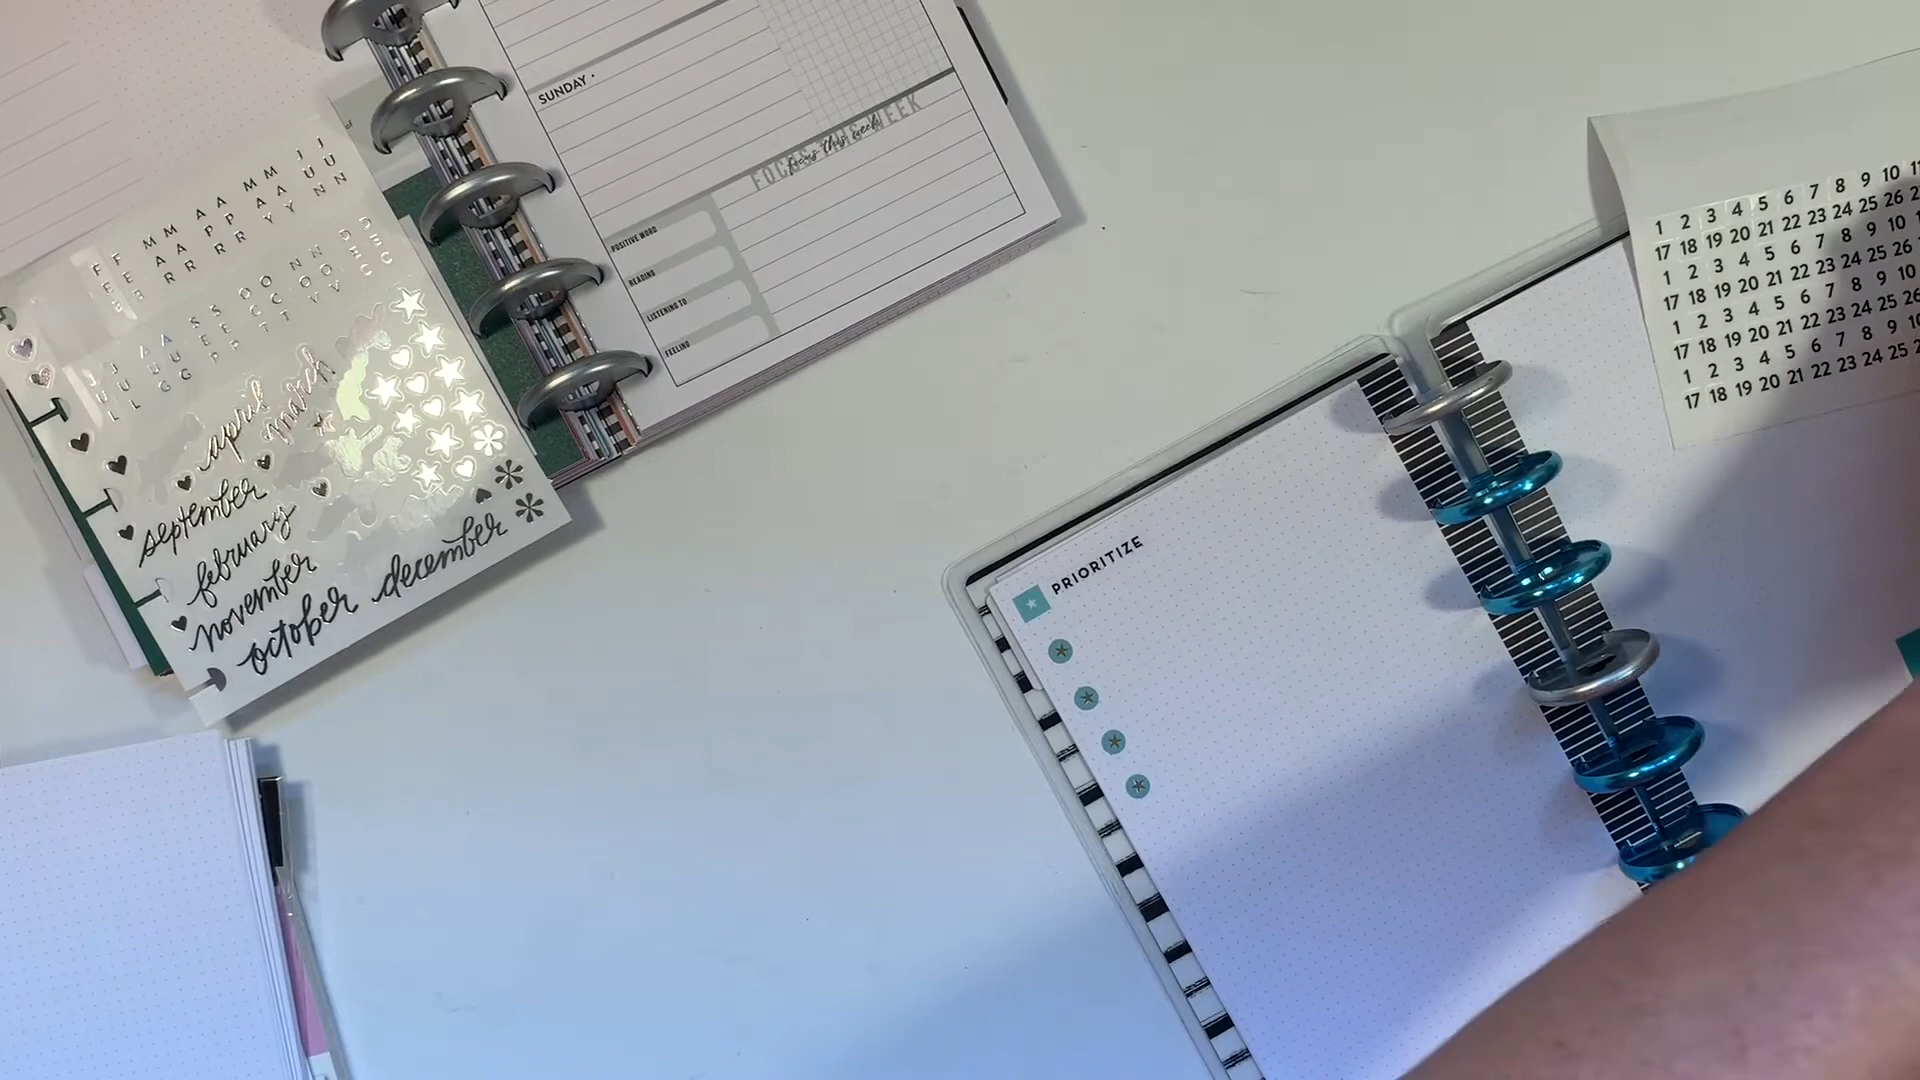 SUNDAY •
FOCUS THIS WEEK
focus this week
POSITIVE WORD
READING
LISTENING TO
FEELING
F F M M A A M M J J
E E A A P P A A U U
B R R R R Y Y N N
J J A A S S O O N N D D
U U U U E E C C O O E E
L L G G P P T T V V C C
april
march
september
february
november
october
december
PRIORITIZE
1 2 3 4 5 6 7 8 9 10 11
17 18 19 20 21 22 23 24 25 26
1 2 3 4 5 6 7 8 9 10
17 18 19 20 21 22 23 24 25 26
1 2 3 4 5 6 7 8 9 10
17 18 19 20 21 22 23 24 25 26
1 2 3 4 5 6 7 8 9 10
17 18 19 20 21 22 23 24 25